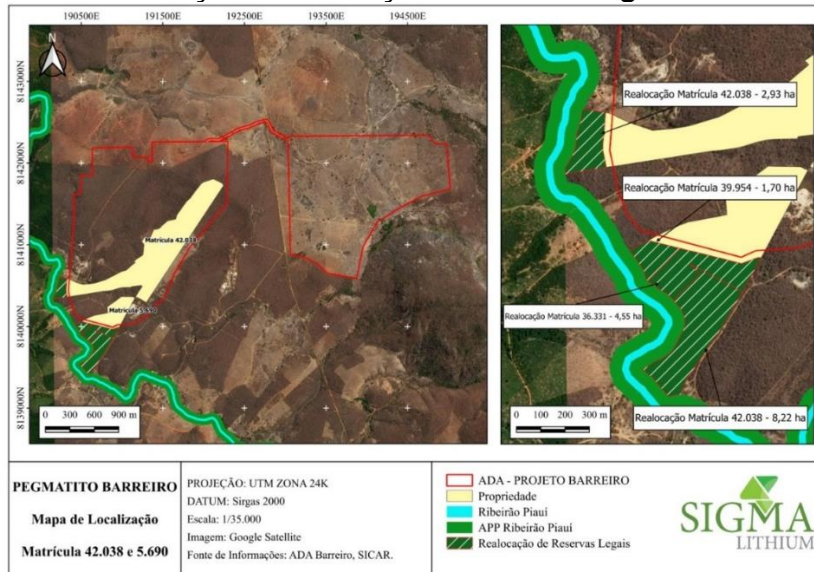 190500E 191500E 192500E 193500E 194500E
N
8143000N
8142000N
8141000N
8140000N
8139000N
Matrícula 42.038
0 300 600 900 m
Realocação Matrícula 42.038 - 2,93 ha
Realocação Matrícula 39.954 - 1,70 ha
Realocação Matrícula 36.331 - 4,55 ha
Realocação Matrícula 42.038 - 8,22 ha
0 100 200 300 m
PEGMATITO BARREIRO
Mapa de Localização
Matrícula 42.038 e 5.690
PROJEÇÃO: UTM ZONA 24K
DATUM: Sirgas 2000
Escala: 1/35.000
Imagem: Google Satellite
Fonte de Informações: ADA Barreiro, SICAR.
ADA - PROJETO BARREIRO
Propriedade
Ribeirão Piauí
APP Ribeirão Piauí
Realocação de Reservas Legais
SIGMA
LITHIUM